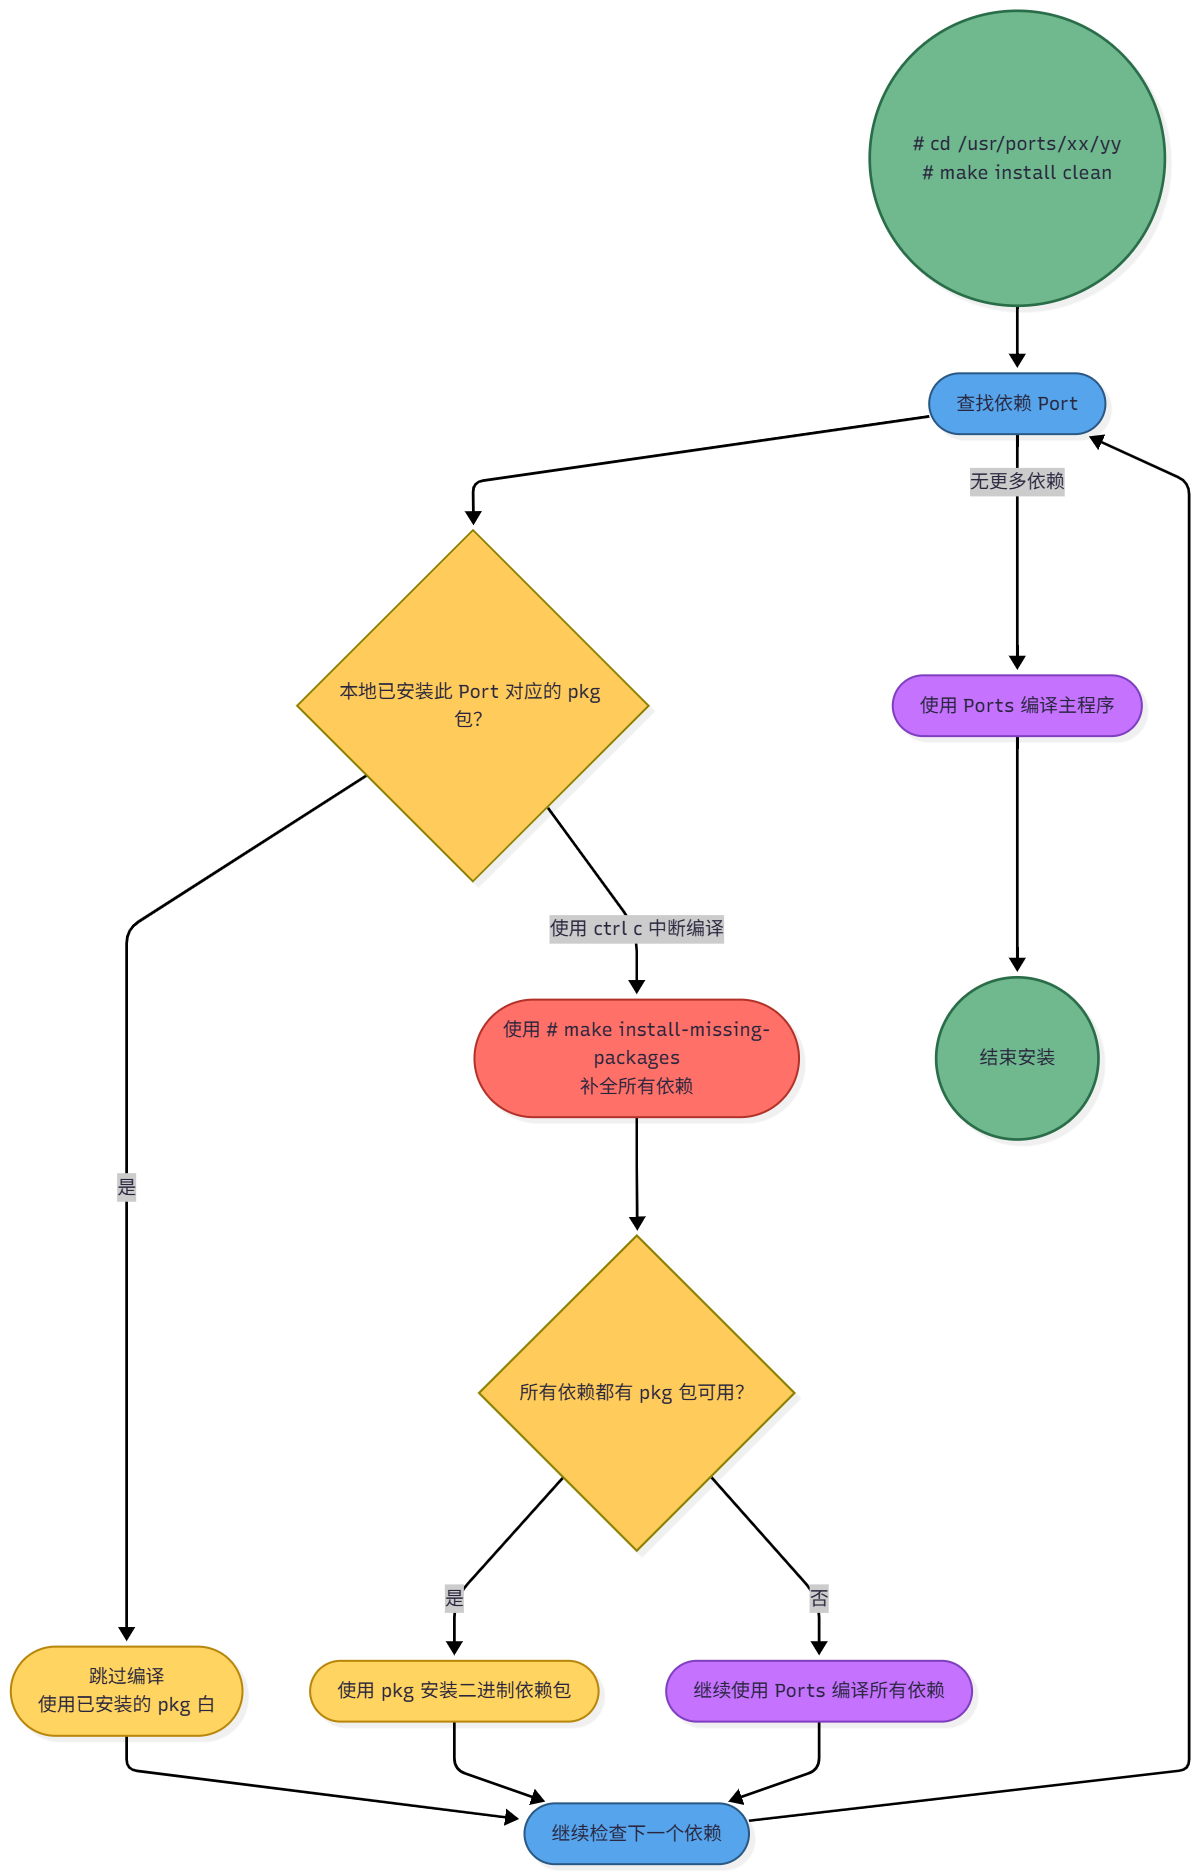 # cd /usr/ports/xx/yy
# make install clean
查找依赖 Port
无更多依赖
本地已安装此 Port 对应的 pkg
包？
使用 Ports 编译主程序
使用 ctrl c 中断编译
使用 # make install-missing-
packages
补全所有依赖
结束安装
是
所有依赖都有 pkg 包可用？
是
否
跳过编译
使用已安装的 pkg 白
使用 pkg 安装二进制依赖包
继续使用 Ports 编译所有依赖
继续检查下一个依赖